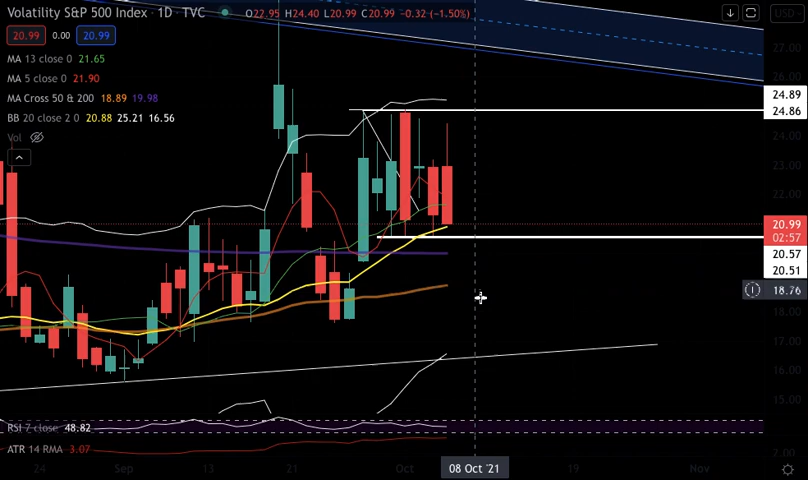 Volatility S&P 500 Index · 1D · TVC O22.95 H24.40 L20.99 C20.99 -0.32 (-1.50%) USD
20.99 0.00 20.99
MA 13 close 0 21.65
MA 5 close 0 21.90
MA Cross 50 & 200 18.89 19.98
BB 20 close 2 0 20.88 25.21 16.56
Vol
27.00
26.00
24.89
24.86
24.00
23.00
22.00
20.99
02:57
20.57
20.51
18.76
18.00
17.00
16.00
15.00
RSI 7 close 48.82
ATR 14 RMA 3.07
2.00
24 Sep 13 21 Oct 08 Oct '21 19 Nov